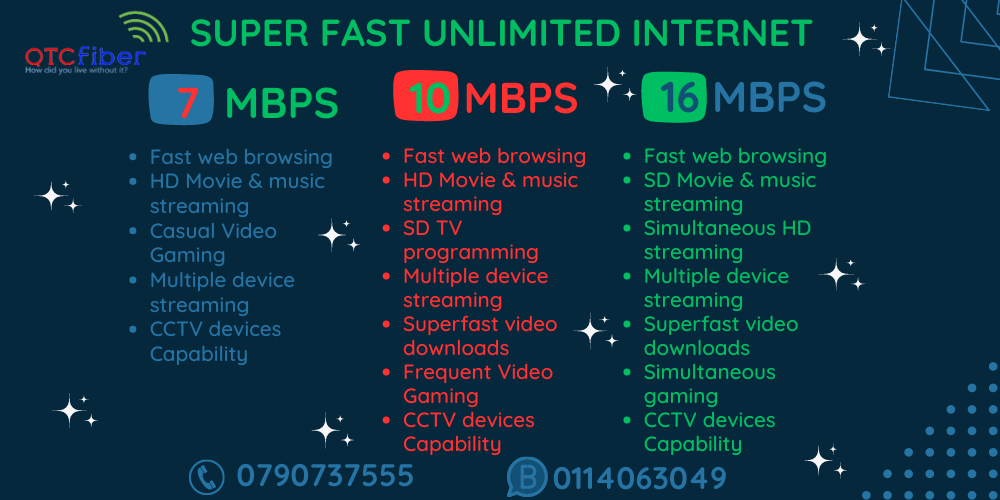 QTCfiber
How did you live without it?
SUPER FAST UNLIMITED INTERNET
7 MBPS
Fast web browsing
HD Movie & music
streaming
Casual Video
Gaming
Multiple device
streaming
CCTV devices
Capability
10 MBPS
Fast web browsing
HD Movie & music
streaming
SD TV
programming
Multiple device
streaming
Superfast video
downloads
Frequent Video
Gaming
CCTV devices
Capability
16 MBPS
Fast web browsing
SD Movie & music
streaming
Simultaneous HD
streaming
Multiple device
streaming
Superfast video
downloads
Simultaneous
gaming
CCTV devices
Capability
0790737555
B 0114063049